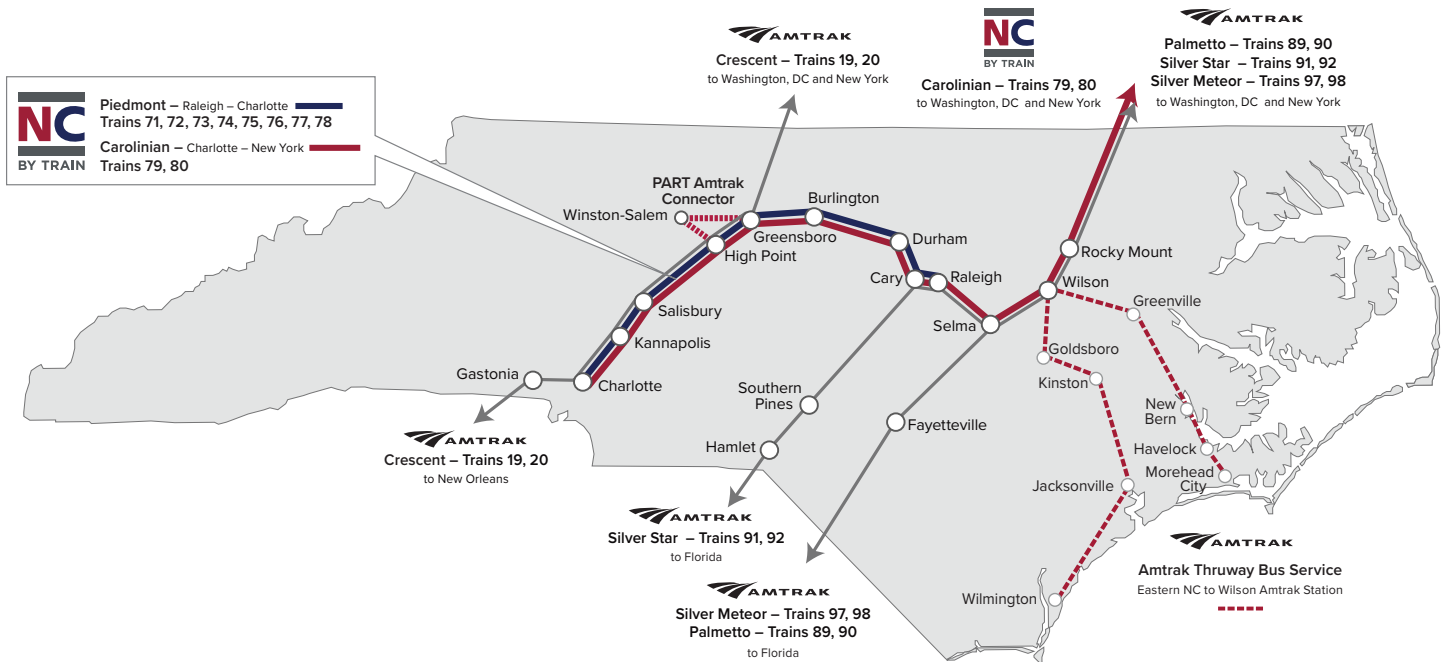 AMTRAK
Crescent – Trains 19, 20
to Washington, DC and New York
NC
BY TRAIN
Carolinian – Trains 79, 80
to Washington, DC and New York
AMTRAK
Palmetto – Trains 89, 90
Silver Star – Trains 91, 92
Silver Meteor – Trains 97, 98
to Washington, DC and New York
NC
BY TRAIN
Piedmont – Raleigh – Charlotte
Trains 71, 72, 73, 74, 75, 76, 77, 78
Carolinian – Charlotte – New York
Trains 79, 80
PART Amtrak
Connector
Winston-Salem
Burlington
Greensboro
High Point
Durham
Cary
Raleigh
Rocky Mount
Wilson
Greenville
Selma
Salisbury
Kannapolis
Charlotte
Gastonia
Goldsboro
Kinston
Southern
Pines
Fayetteville
Hamlet
New
Bern
Havelock
Morehead
City
Jacksonville
Wilmington
AMTRAK
Crescent – Trains 19, 20
to New Orleans
AMTRAK
Silver Star – Trains 91, 92
to Florida
AMTRAK
Silver Meteor – Trains 97, 98
Palmetto – Trains 89, 90
to Florida
AMTRAK
Amtrak Thruway Bus Service
Eastern NC to Wilson Amtrak Station